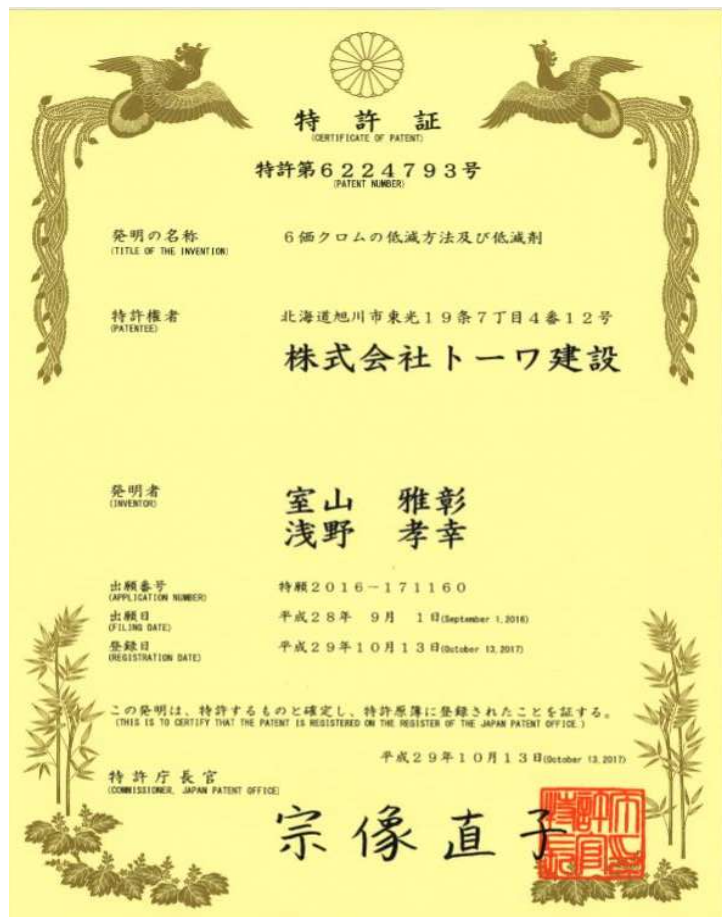 特許証
(CERTIFICATE OF PATENT)
特許第6224793号
(PATENT NUMBER)
発明の名称 6価クロムの低減方法及び低減剤
(TITLE OF THE INVENTION)
特許権者 北海道旭川市東光19条7丁目4番12号
(PATENTEE)
株式会社トーワ建設
発明者 室山 雅彰
(INVENTOR)
浅野 孝幸
出願番号 特願2016-171160
(APPLICATION NUMBER)
出願日 平成28年 9月 1日(September 1,2016)
(FILING DATE)
登録日 平成29年10月13日(October 13,2017)
(REGISTRATION DATE)
この発明は、特許するものと確定し、特許原簿に登録されたことを証する。
(THIS IS TO CERTIFY THAT THE PATENT IS REGISTERED ON THE REGISTER OF THE JAPAN PATENT OFFICE.)
平成29年10月13日(October 13,2017)
特許庁長官
(COMMISSIONER, JAPAN PATENT OFFICE)
宗像直子